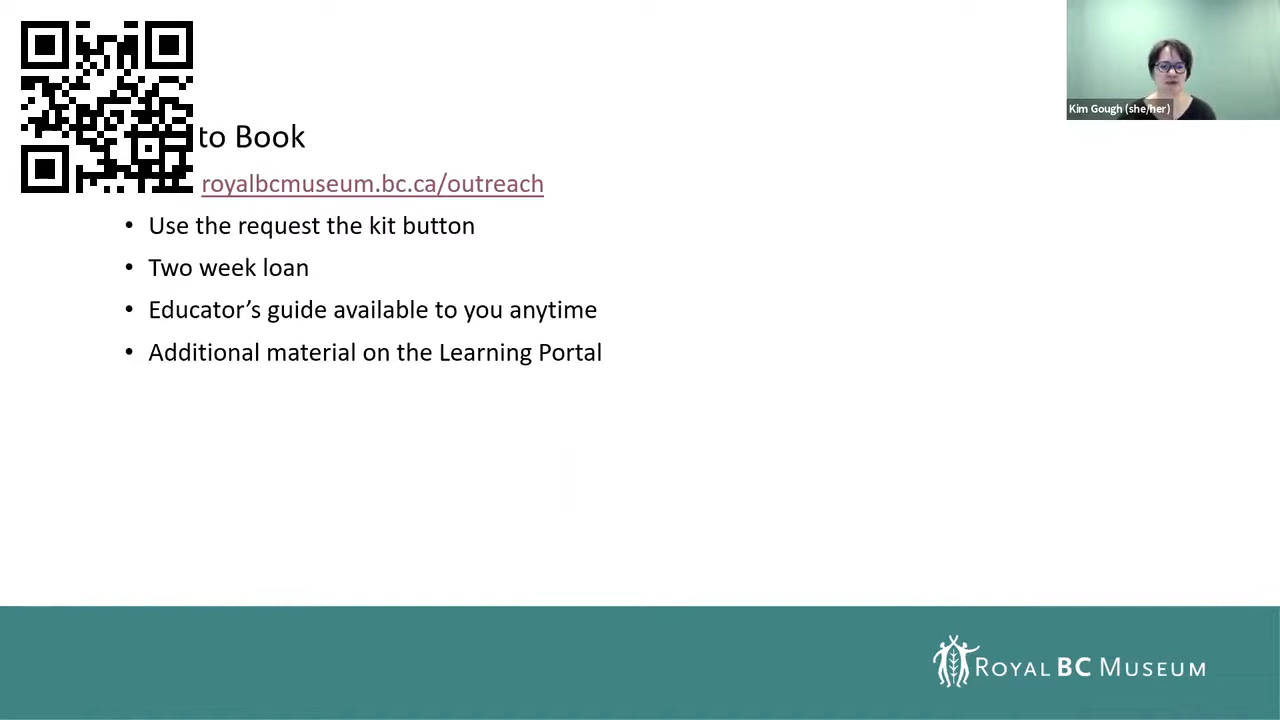 to Book
royalbcmuseum.bc.ca/outreach
• Use the request the kit button
• Two week loan
• Educator’s guide available to you anytime
• Additional material on the Learning Portal
Kim Gough (she/her)
ROYAL BC MUSEUM